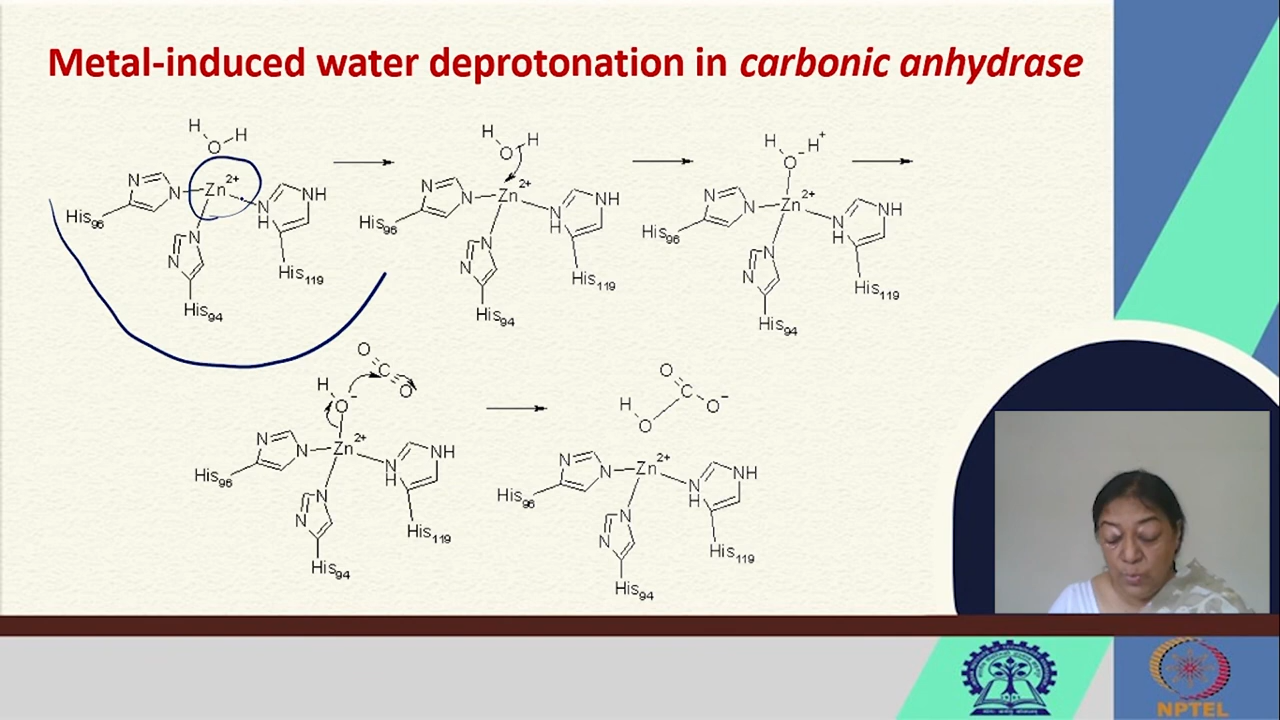 Metal-induced water deprotonation in carbonic anhydrase
H O H
N N Zn2+ N H NH
His96
N N
His119
His94
H O H
N N Zn2+ N H NH
His96
N N
His119
His94
H O- H+
N N Zn2+ N H NH
His96
N N
His119
His94
O C O
H O-
N N Zn2+ N H NH
His96
N N
His119
His94
O C O-
H O
N N Zn2+ N H NH
His96
N N
His119
His94
NPTEL